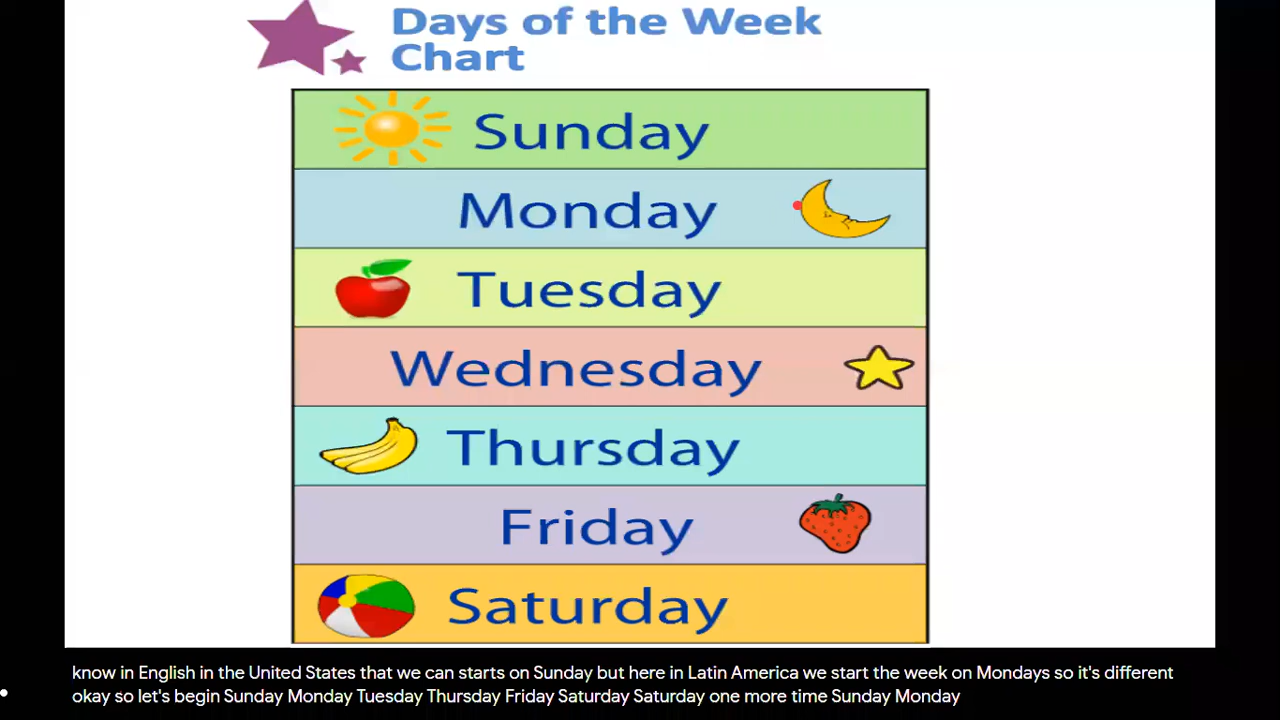 Days of the Week
Chart
Sunday
Monday
Tuesday
Wednesday
Thursday
Friday
Saturday
know in English in the United States that we can starts on Sunday but here in Latin America we start the week on Mondays so it's different
okay so let's begin Sunday Monday Tuesday Thursday Friday Saturday Saturday one more time Sunday Monday